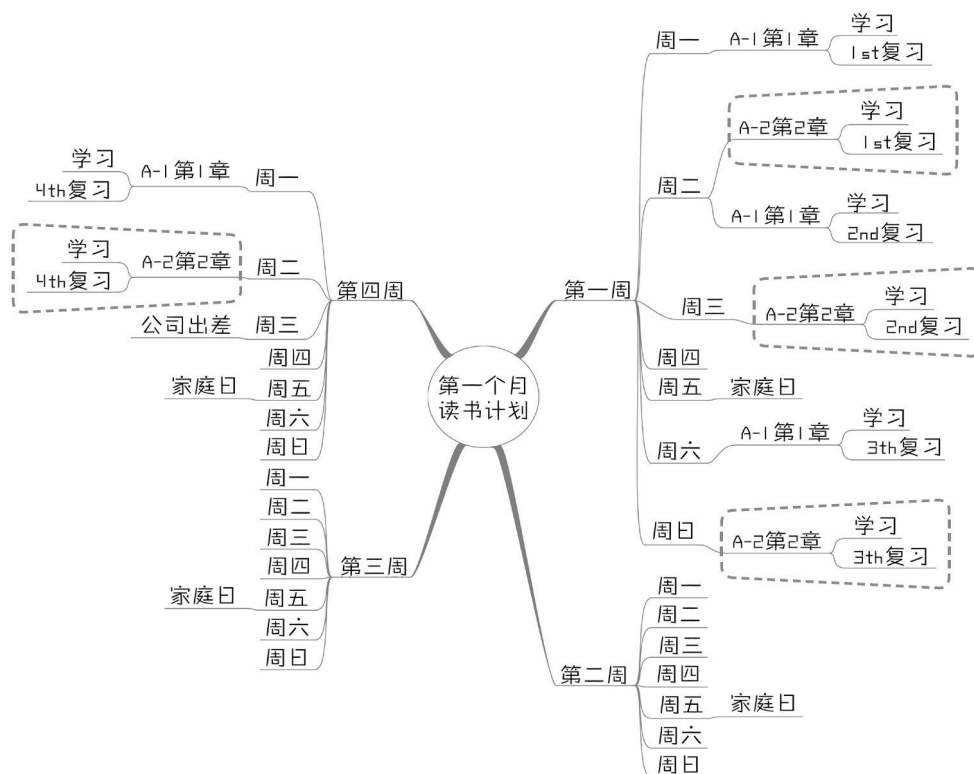 第一个月
读书计划
第一周
周一
A-1第1章
学习
1st复习
周二
A-2第2章
学习
1st复习
A-1第1章
学习
2nd复习
周三
A-2第2章
学习
2nd复习
周四
周五
家庭日
周六
A-1第1章
学习
3th复习
周日
A-2第2章
学习
3th复习
第二周
周一
周二
周三
周四
周五
家庭日
周六
周日
第三周
周一
周二
周三
周四
周五
家庭日
周六
周日
第四周
周一
A-1第1章
学习
4th复习
周二
A-2第2章
学习
4th复习
周三
公司出差
周四
周五
家庭日
周六
周日